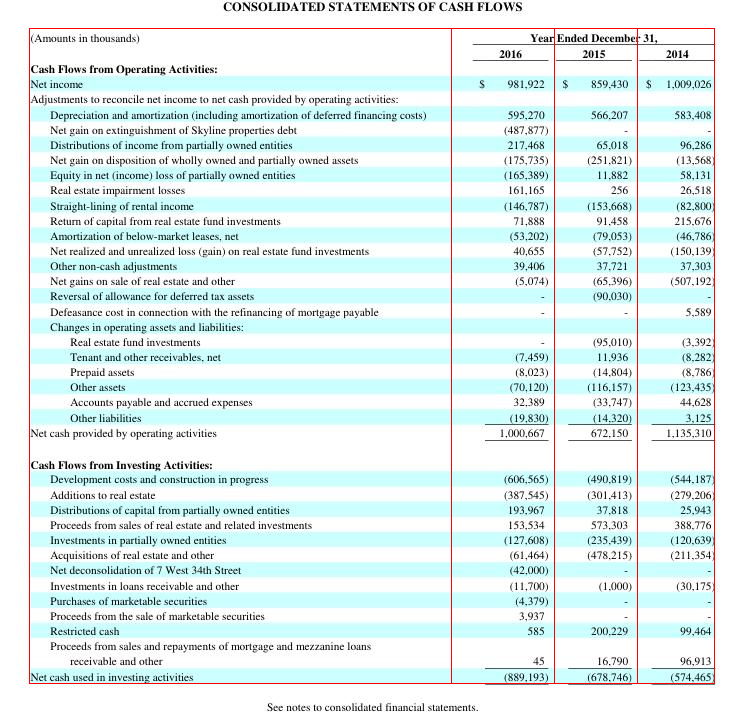 CONSOLIDATED STATEMENTS OF CASH FLOWS
(Amounts in thousands) Year Ended December 31,
2016 2015 2014
Cash Flows from Operating Activities:
Net income $ 981,922 $ 859,430 $ 1,009,026
Adjustments to reconcile net income to net cash provided by operating activities:
Depreciation and amortization (including amortization of deferred financing costs) 595,270 566,207 583,408
Net gain on extinguishment of Skyline properties debt (487,877) - -
Distributions of income from partially owned entities 217,468 65,018 96,286
Net gain on disposition of wholly owned and partially owned assets (175,735) (251,821) (13,568)
Equity in net (income) loss of partially owned entities (165,389) 11,882 58,131
Real estate impairment losses 161,165 256 26,518
Straight-lining of rental income (146,787) (153,668) (82,800)
Return of capital from real estate fund investments 71,888 91,458 215,676
Amortization of below-market leases, net (53,202) (79,053) (46,786)
Net realized and unrealized loss (gain) on real estate fund investments 40,655 (57,752) (150,139)
Other non-cash adjustments 39,406 37,721 37,303
Net gains on sale of real estate and other (5,074) (65,396) (507,192)
Reversal of allowance for deferred tax assets - (90,030) -
Defeasance cost in connection with the refinancing of mortgage payable - - 5,589
Changes in operating assets and liabilities:
Real estate fund investments - (95,010) (3,392)
Tenant and other receivables, net (7,459) 11,936 (8,282)
Prepaid assets (8,023) (14,804) (8,786)
Other assets (70,120) (116,157) (123,435)
Accounts payable and accrued expenses 32,389 (33,747) 44,628
Other liabilities (19,830) (14,320) 3,125
Net cash provided by operating activities 1,000,667 672,150 1,135,310
Cash Flows from Investing Activities:
Development costs and construction in progress (606,565) (490,819) (544,187)
Additions to real estate (387,545) (301,413) (279,206)
Distributions of capital from partially owned entities 193,967 37,818 25,943
Proceeds from sales of real estate and related investments 153,534 573,303 388,776
Investments in partially owned entities (127,608) (235,439) (120,639)
Acquisitions of real estate and other (61,464) (478,215) (211,354)
Net deconsolidation of 7 West 34th Street (42,000) - -
Investments in loans receivable and other (11,700) (1,000) (30,175)
Purchases of marketable securities (4,379) - -
Proceeds from the sale of marketable securities 3,937 - -
Restricted cash 585 200,229 99,464
Proceeds from sales and repayments of mortgage and mezzanine loans
receivable and other 45 16,790 96,913
Net cash used in investing activities (889,193) (678,746) (574,465)
See notes to consolidated financial statements.